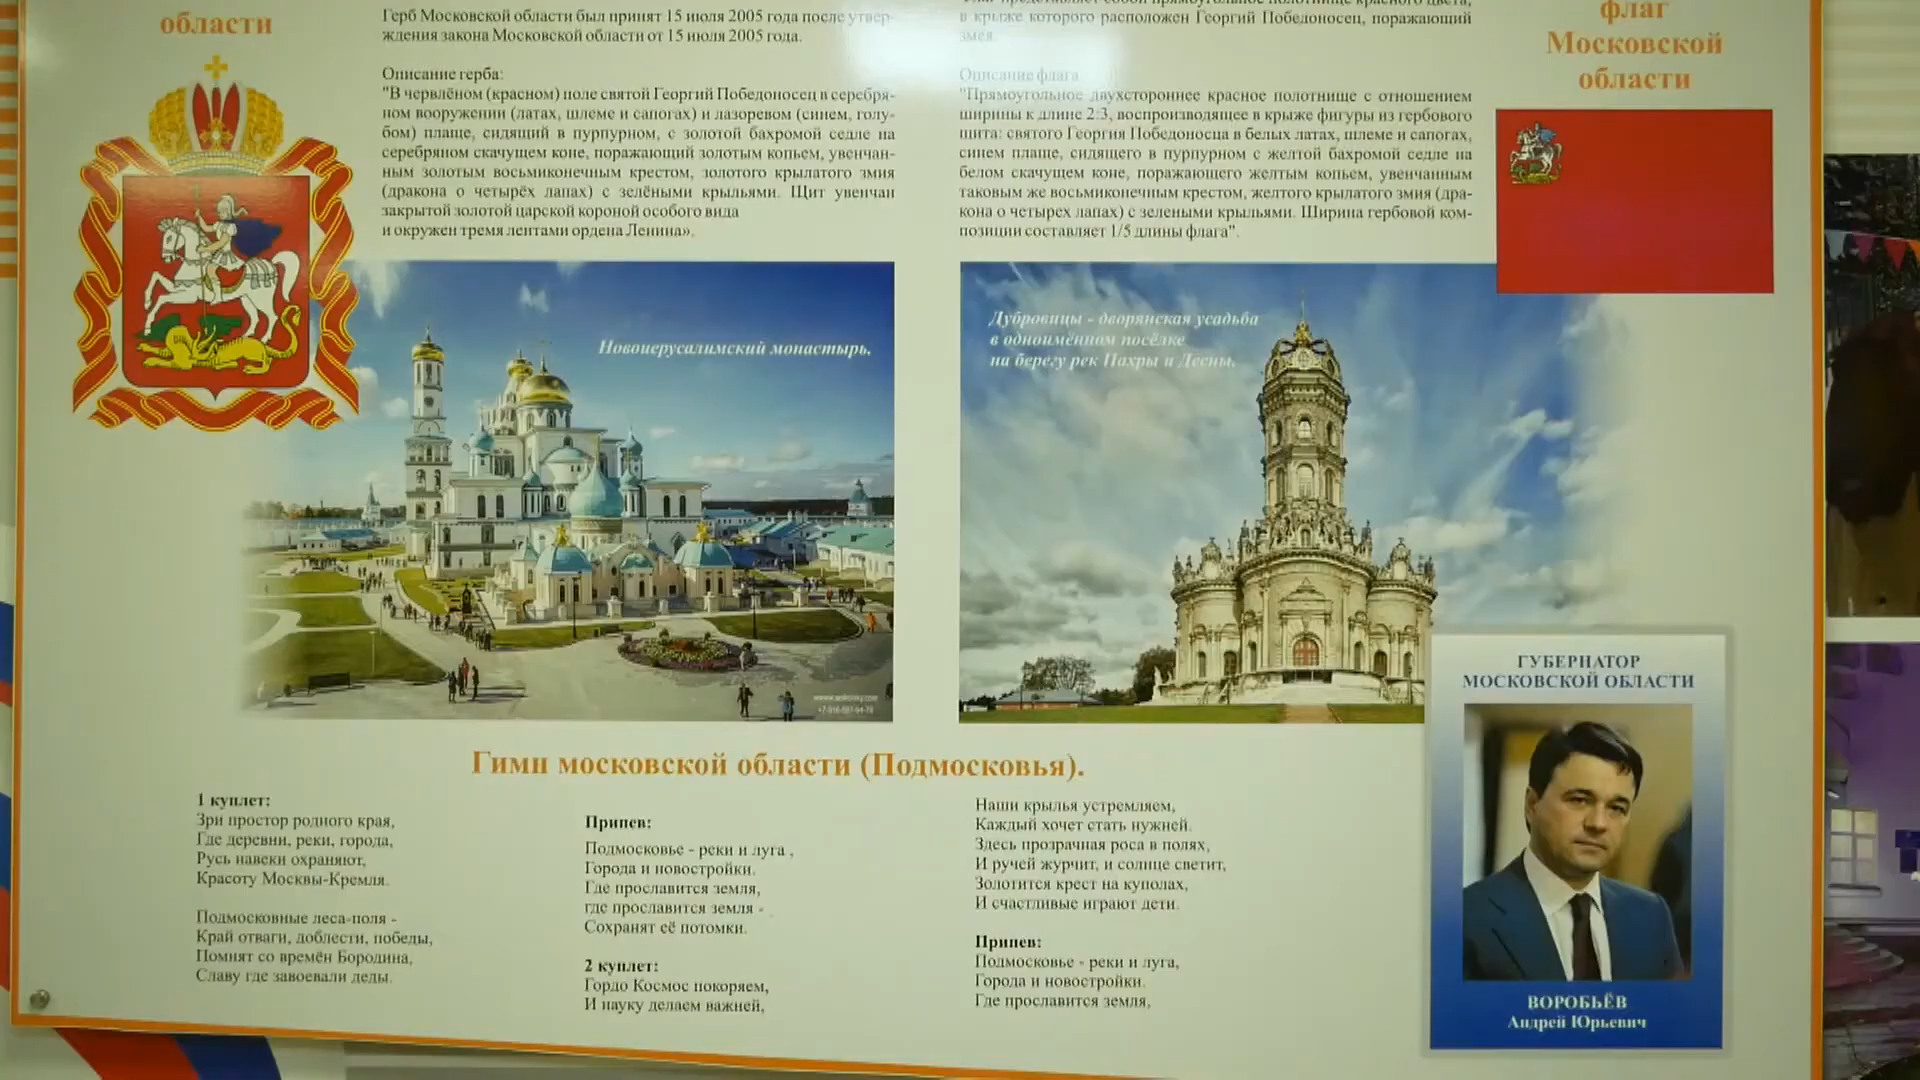 области
Герб Московской области был принят 15 июля 2005 года после утвер-
ждения закона Московской области от 15 июля 2005 года.
Описание герба:
"В червлёном (красном) поле святой Георгий Победоносец в серебря-
ном вооружении (латах, шлеме и сапогах) и лазоревом (синем, голу-
бом) плаще, сидящий в пурпурном, с золотой бахромой седле на
серебряном скачущем коне, поражающий золотым копьем, увенчан-
ным золотым восьмиконечным крестом, золотого крылатого змия
(дракона о четырёх лапах) с зелёными крыльями. Щит увенчан
закрытой золотой царской короной особого вида
и окружен тремя лентами ордена Ленина».
в крыже которого расположен Георгий Победоносец, поражающий
змея.
Описание флага:
"Прямоугольное двухстороннее красное полотнище с отношением
ширины к длине 2:3, воспроизводящее в крыже фигуры из гербового
щита: святого Георгия Победоносца в белых латах, шлеме и сапогах,
синем плаще, сидящего в пурпурном с желтой бахромой седле на
белом скачущем коне, поражающего желтым копьем, увенчанным
таковым же восьмиконечным крестом, желтого крылатого змия (дра-
кона о четырех лапах) с зелеными крыльями. Ширина гербовой ком-
позиции составляет 1/5 длины флага".
флаг
Московской
области
Новоиерусалимский монастырь.
Дубровицы - дворянская усадьба
в одноимённом посёлке
на берегу рек Пахры и Десны.
Гимн московской области (Подмосковья).
1 куплет:
Зри простор родного края,
Где деревни, реки, города,
Русь навеки охраняют,
Красоту Москвы-Кремля.
Подмосковные леса-поля -
Край отваги, доблести, победы,
Помнят со времён Бородина,
Славу где завоевали деды.
Припев:
Подмосковье - реки и луга ,
Города и новостройки.
Где прославится земля,
где прославится земля -
Сохранят её потомки.
2 куплет:
Гордо Космос покоряем,
И науку делаем важней,
Наши крылья устремляем,
Каждый хочет стать нужней.
Здесь прозрачная роса в полях,
И ручей журчит, и солнце светит,
Золотится крест на куполах,
И счастливые играют дети.
Припев:
Подмосковье - реки и луга,
Города и новостройки.
Где прославится земля,
ГУБЕРНАТОР
МОСКОВСКОЙ ОБЛАСТИ
ВОРОБЬЁВ
Андрей Юрьевич